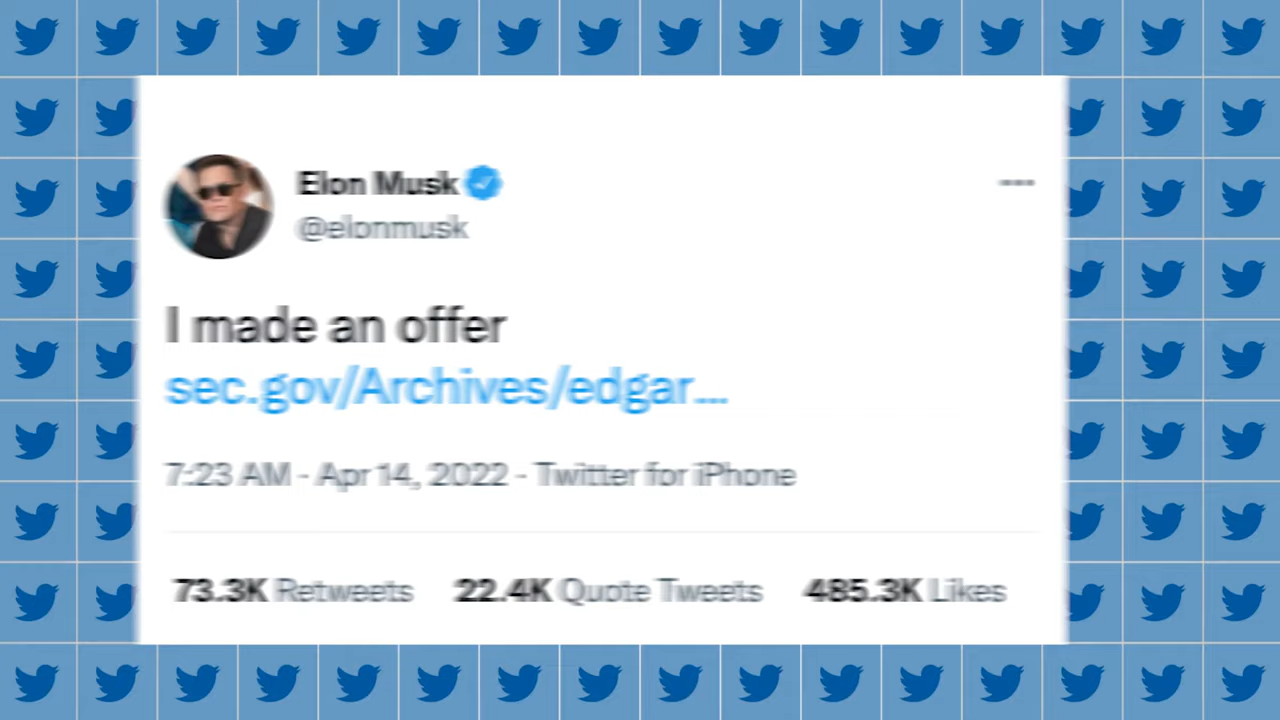 Elon Musk
@elonmusk
I made an offer
sec.gov/Archives/edgar...
7:23 AM - Apr 14, 2022 - Twitter for iPhone
73.3K Retweets 22.4K Quote Tweets 485.3K Likes